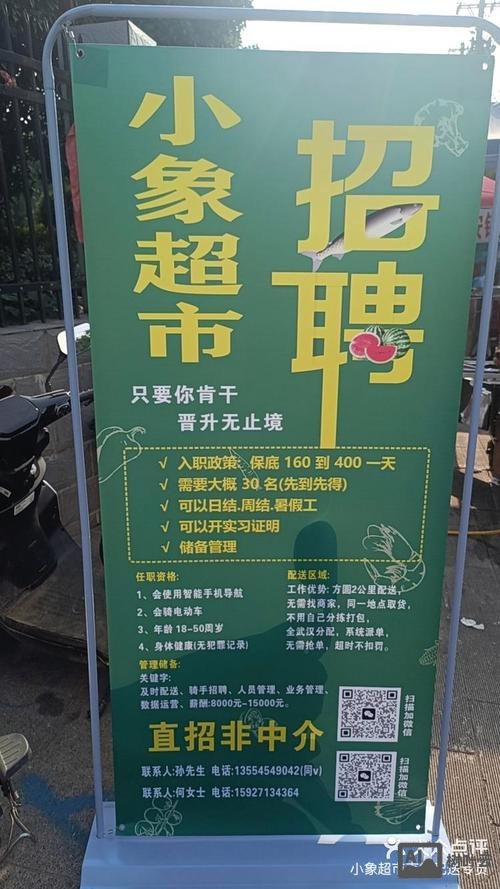 小象超市
招聘
只要你肯干
晋升无止境
√ 入职政策:保底 160 到 400 一天
√ 需要大概 30 名(先到先得)
√ 可以日结.周结.暑假工
√ 可以开实习证明
√ 储备管理
任职资格:
1、会使用智能手机导航
2、会骑电动车
3、年龄 18-50周岁
4、身体健康(无犯罪记录)
配送区域:
工作优势: 方圆2公里配送,
无需找商家, 同一地点取货,
不用自己分拣打包,
全武汉分配, 系统派单,
无需抢单, 超时不扣罚。
管理储备:
关键字:
及时配送、骑手招聘、人员管理、业务管理、
数据运营、薪酬:8000元-15000元。
直招非中介
联系人:孙先生 电话:13554549042(同v)
联系人:何女士 电话:15927134364
扫描加微信
扫描加微信
点评
小象超市
配送专员